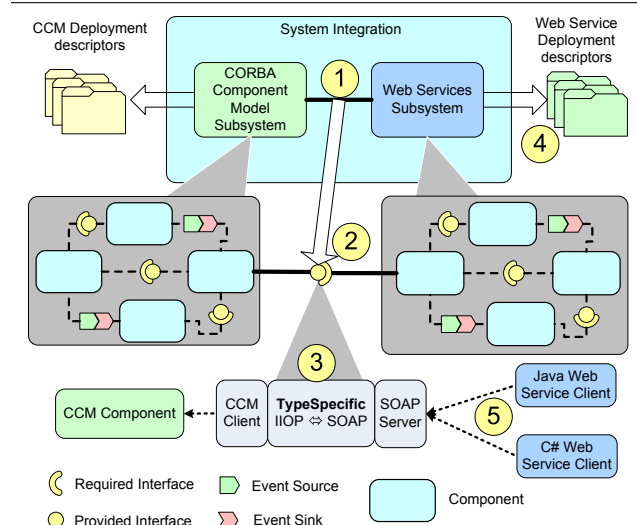 CCM Deployment
descriptors
System Integration
Web Service
Deployment
descriptors
CORBA
Component
Model
Subsystem
1
Web Services
Subsystem
4
2
3
CCM Component
CCM
Client
TypeSpecific
IIOP ⇔ SOAP
SOAP
Server
5
Java Web
Service Client
C# Web
Service Client
Required Interface
Event Source
Component
Provided Interface
Event Sink